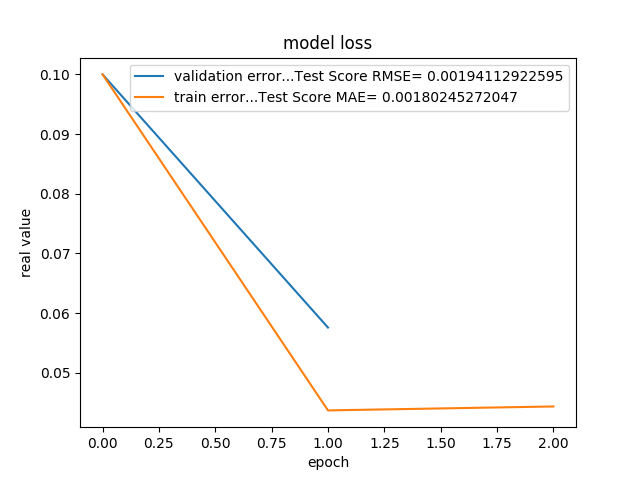 model loss
validation error...Test Score RMSE= 0.00194112922595
train error...Test Score MAE= 0.00180245272047
0.10
0.09
0.08
0.07
0.06
0.05
real value
0.00 0.25 0.50 0.75 1.00 1.25 1.50 1.75 2.00
epoch